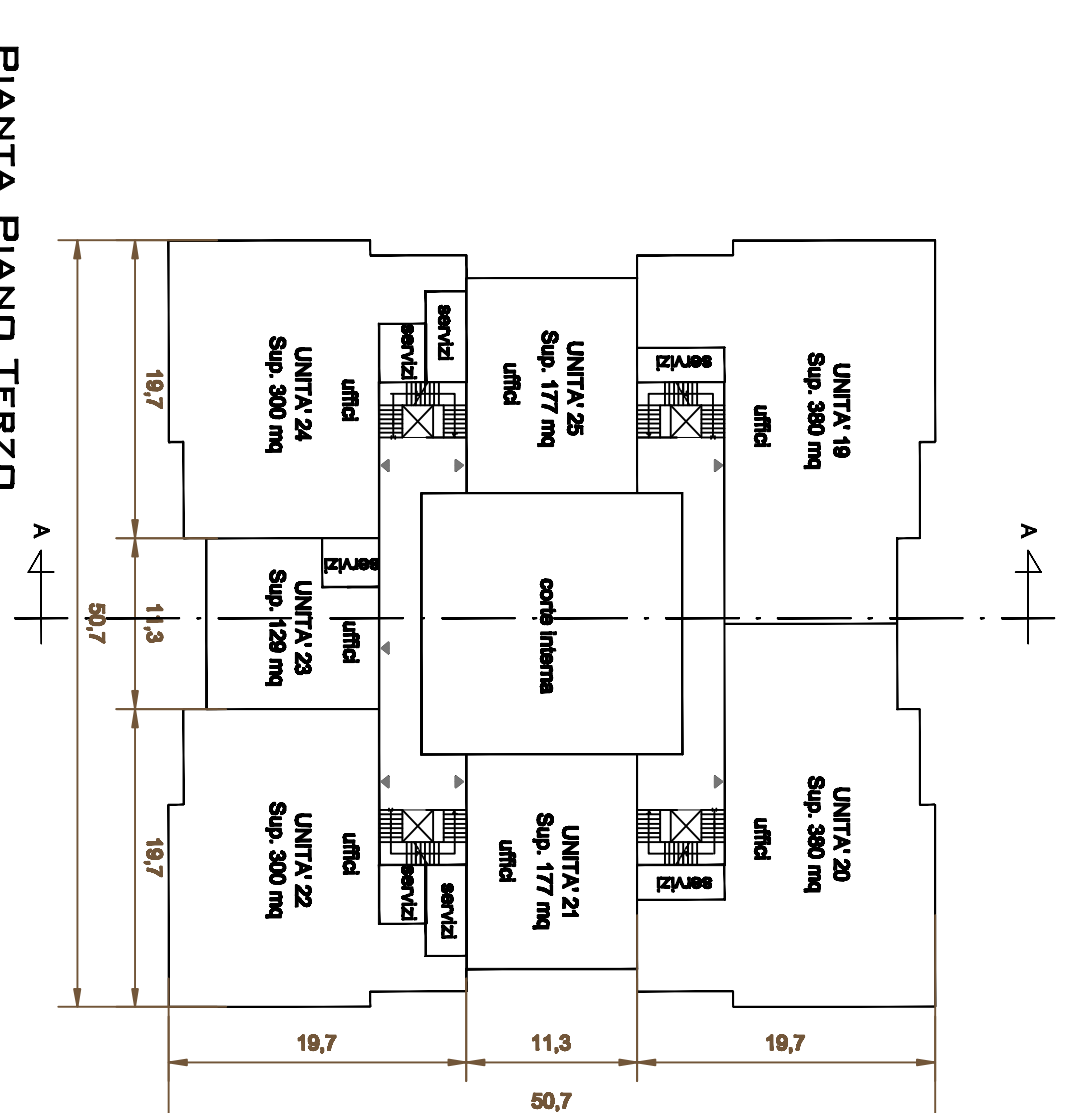 PIANTA PIANO TERZO
UNITA' 24
Sup. 300 mq
uffici
servizi
servizi
UNITA' 25
Sup. 177 mq
uffici
servizi
UNITA' 19
Sup. 380 mq
uffici
A
A
servizi
UNITA' 23
Sup. 129 mq
uffici
corte interna
UNITA' 22
Sup. 300 mq
uffici
servizi
servizi
UNITA' 21
Sup. 177 mq
uffici
servizi
UNITA' 20
Sup. 380 mq
uffici
19,7
11,3
19,7
50,7
19,7
11,3
19,7
50,7